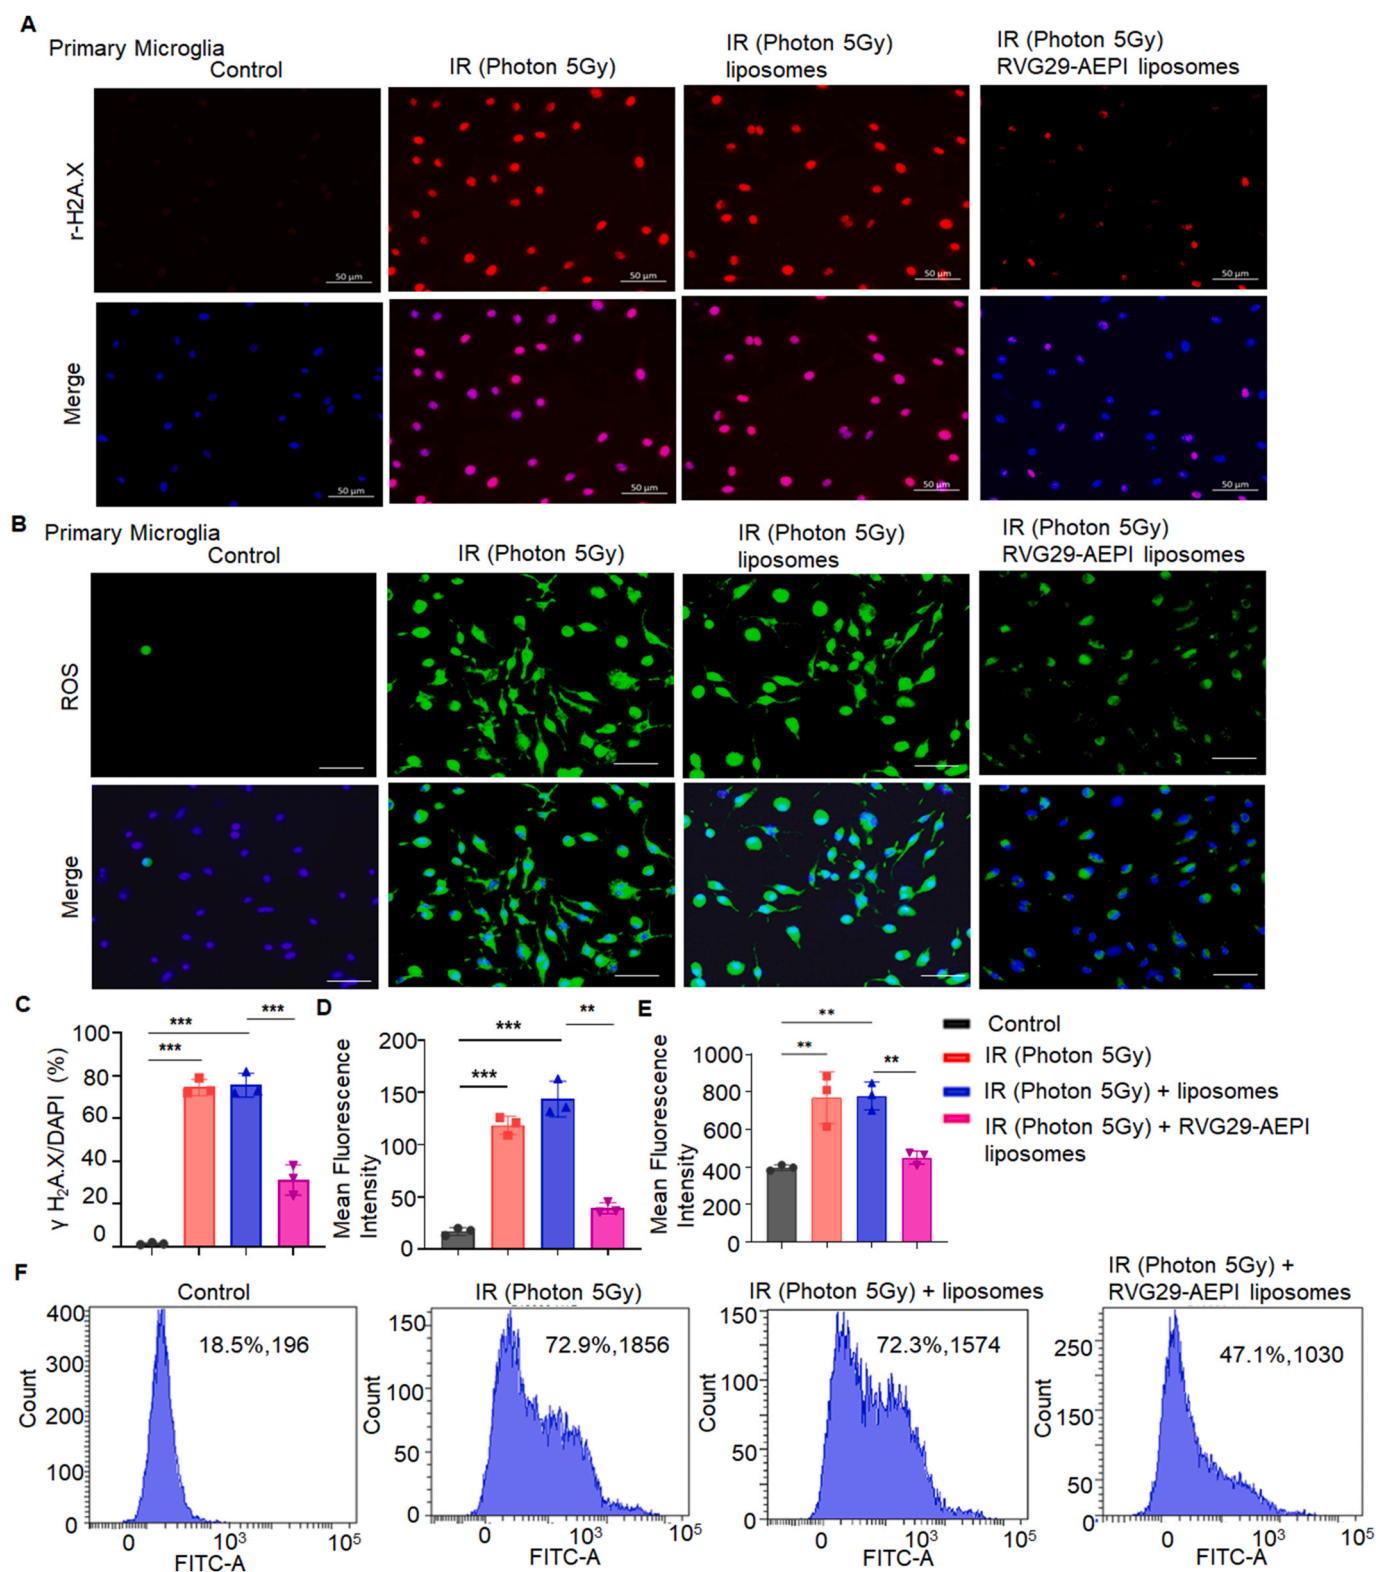 A
Primary Microglia
Control
IR (Photon 5Gy)
IR (Photon 5Gy)
liposomes
IR (Photon 5Gy)
RVG29-AEPI liposomes
r-H2A.X
50 μm
50 μm
50 μm
50 μm
Merge
50 μm
50 μm
50 μm
50 μm
B
Primary Microglia
Control
IR (Photon 5Gy)
IR (Photon 5Gy)
liposomes
IR (Photon 5Gy)
RVG29-AEPI liposomes
ROS
Merge
C
γ H₂A.X/DAPI (%)
100
80
60
40
20
0
***
***
***
D
Mean Fluorescence
Intensity
200
150
100
50
0
***
***
**
E
Mean Fluorescence
Intensity
1000
800
600
400
200
0
**
**
**
Control
IR (Photon 5Gy)
IR (Photon 5Gy) + liposomes
IR (Photon 5Gy) + RVG29-AEPI
liposomes
F
Control
18.5%,196
Count
400
300
200
100
0
0 10³ 10⁵
FITC-A
IR (Photon 5Gy)
72.9%,1856
Count
150
100
50
0
0 10³ 10⁵
FITC-A
IR (Photon 5Gy) + liposomes
72.3%,1574
Count
150
100
50
0
0 10³ 10⁵
FITC-A
IR (Photon 5Gy) +
RVG29-AEPI liposomes
47.1%,1030
Count
250
150
50
0
0 10³ 10⁵
FITC-A